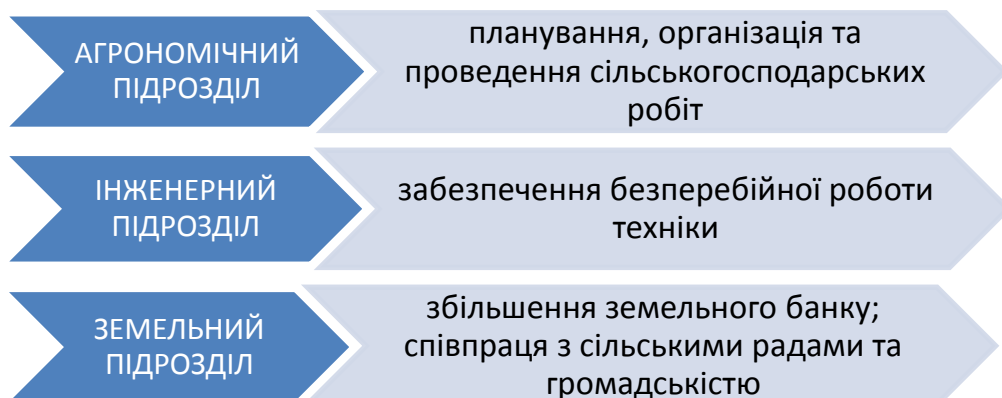 АГРОНОМІЧНИЙ
ПІДРОЗДІЛ
планування, організація та
проведення сільськогосподарських
робіт
ІНЖЕНЕРНИЙ
ПІДРОЗДІЛ
забезпечення безперебійної роботи
техніки
ЗЕМЕЛЬНИЙ
ПІДРОЗДІЛ
збільшення земельного банку;
співпраця з сільськими радами та
громадськістю